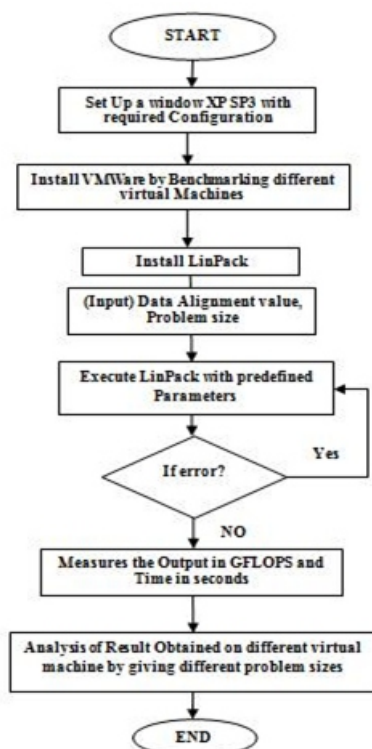 START
Set Up a window XP SP3 with
required Configuration
Install VMWare by Benchmarking different
virtual Machines
Install LinPack
(Input) Data Alignment value,
Problem size
Execute LinPack with predefined
Parameters
If error?
Yes
NO
Measures the Output in GFLOPS and
Time in seconds
Analysis of Result Obtained on different virtual
machine by giving different problem sizes
END